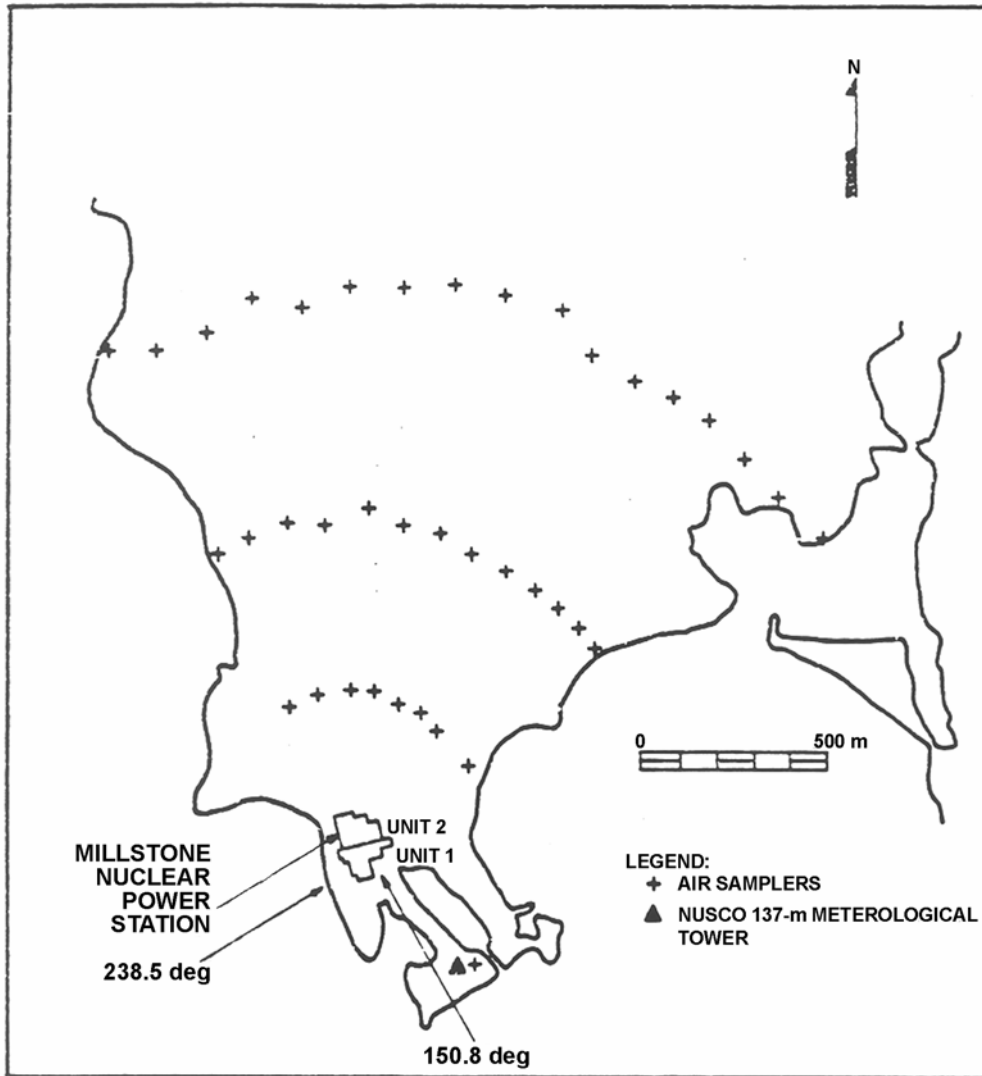 N
0 500 m
UNIT 2
UNIT 1
MILLSTONE
NUCLEAR
POWER
STATION
238.5 deg
150.8 deg
LEGEND:
AIR SAMPLERS
NUSCO 137-m METEROLOGICAL
TOWER